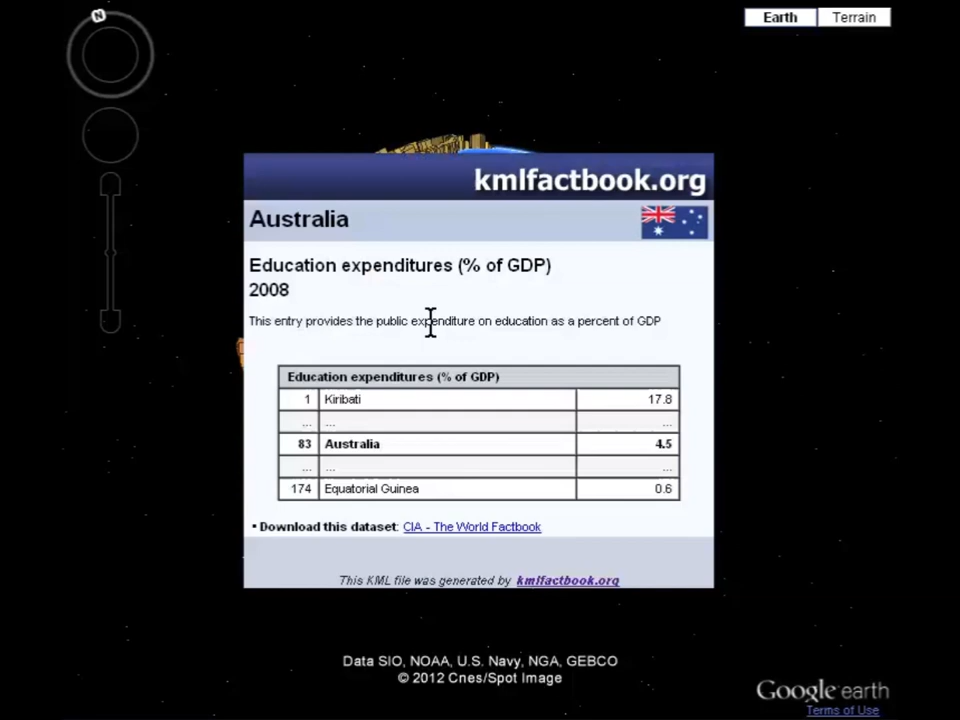 N
Earth Terrain
kmlfactbook.org
Australia
Education expenditures (% of GDP)
2008
This entry provides the public expenditure on education as a percent of GDP
Education expenditures (% of GDP)
1 Kiribati 17.8
... ... ...
83 Australia 4.5
... ... ...
174 Equatorial Guinea 0.6
• Download this dataset: CIA - The World Factbook
This KML file was generated by kmlfactbook.org
Data SIO, NOAA, U.S. Navy, NGA, GEBCO
© 2012 Cnes/Spot Image
Google earth
Terms of Use